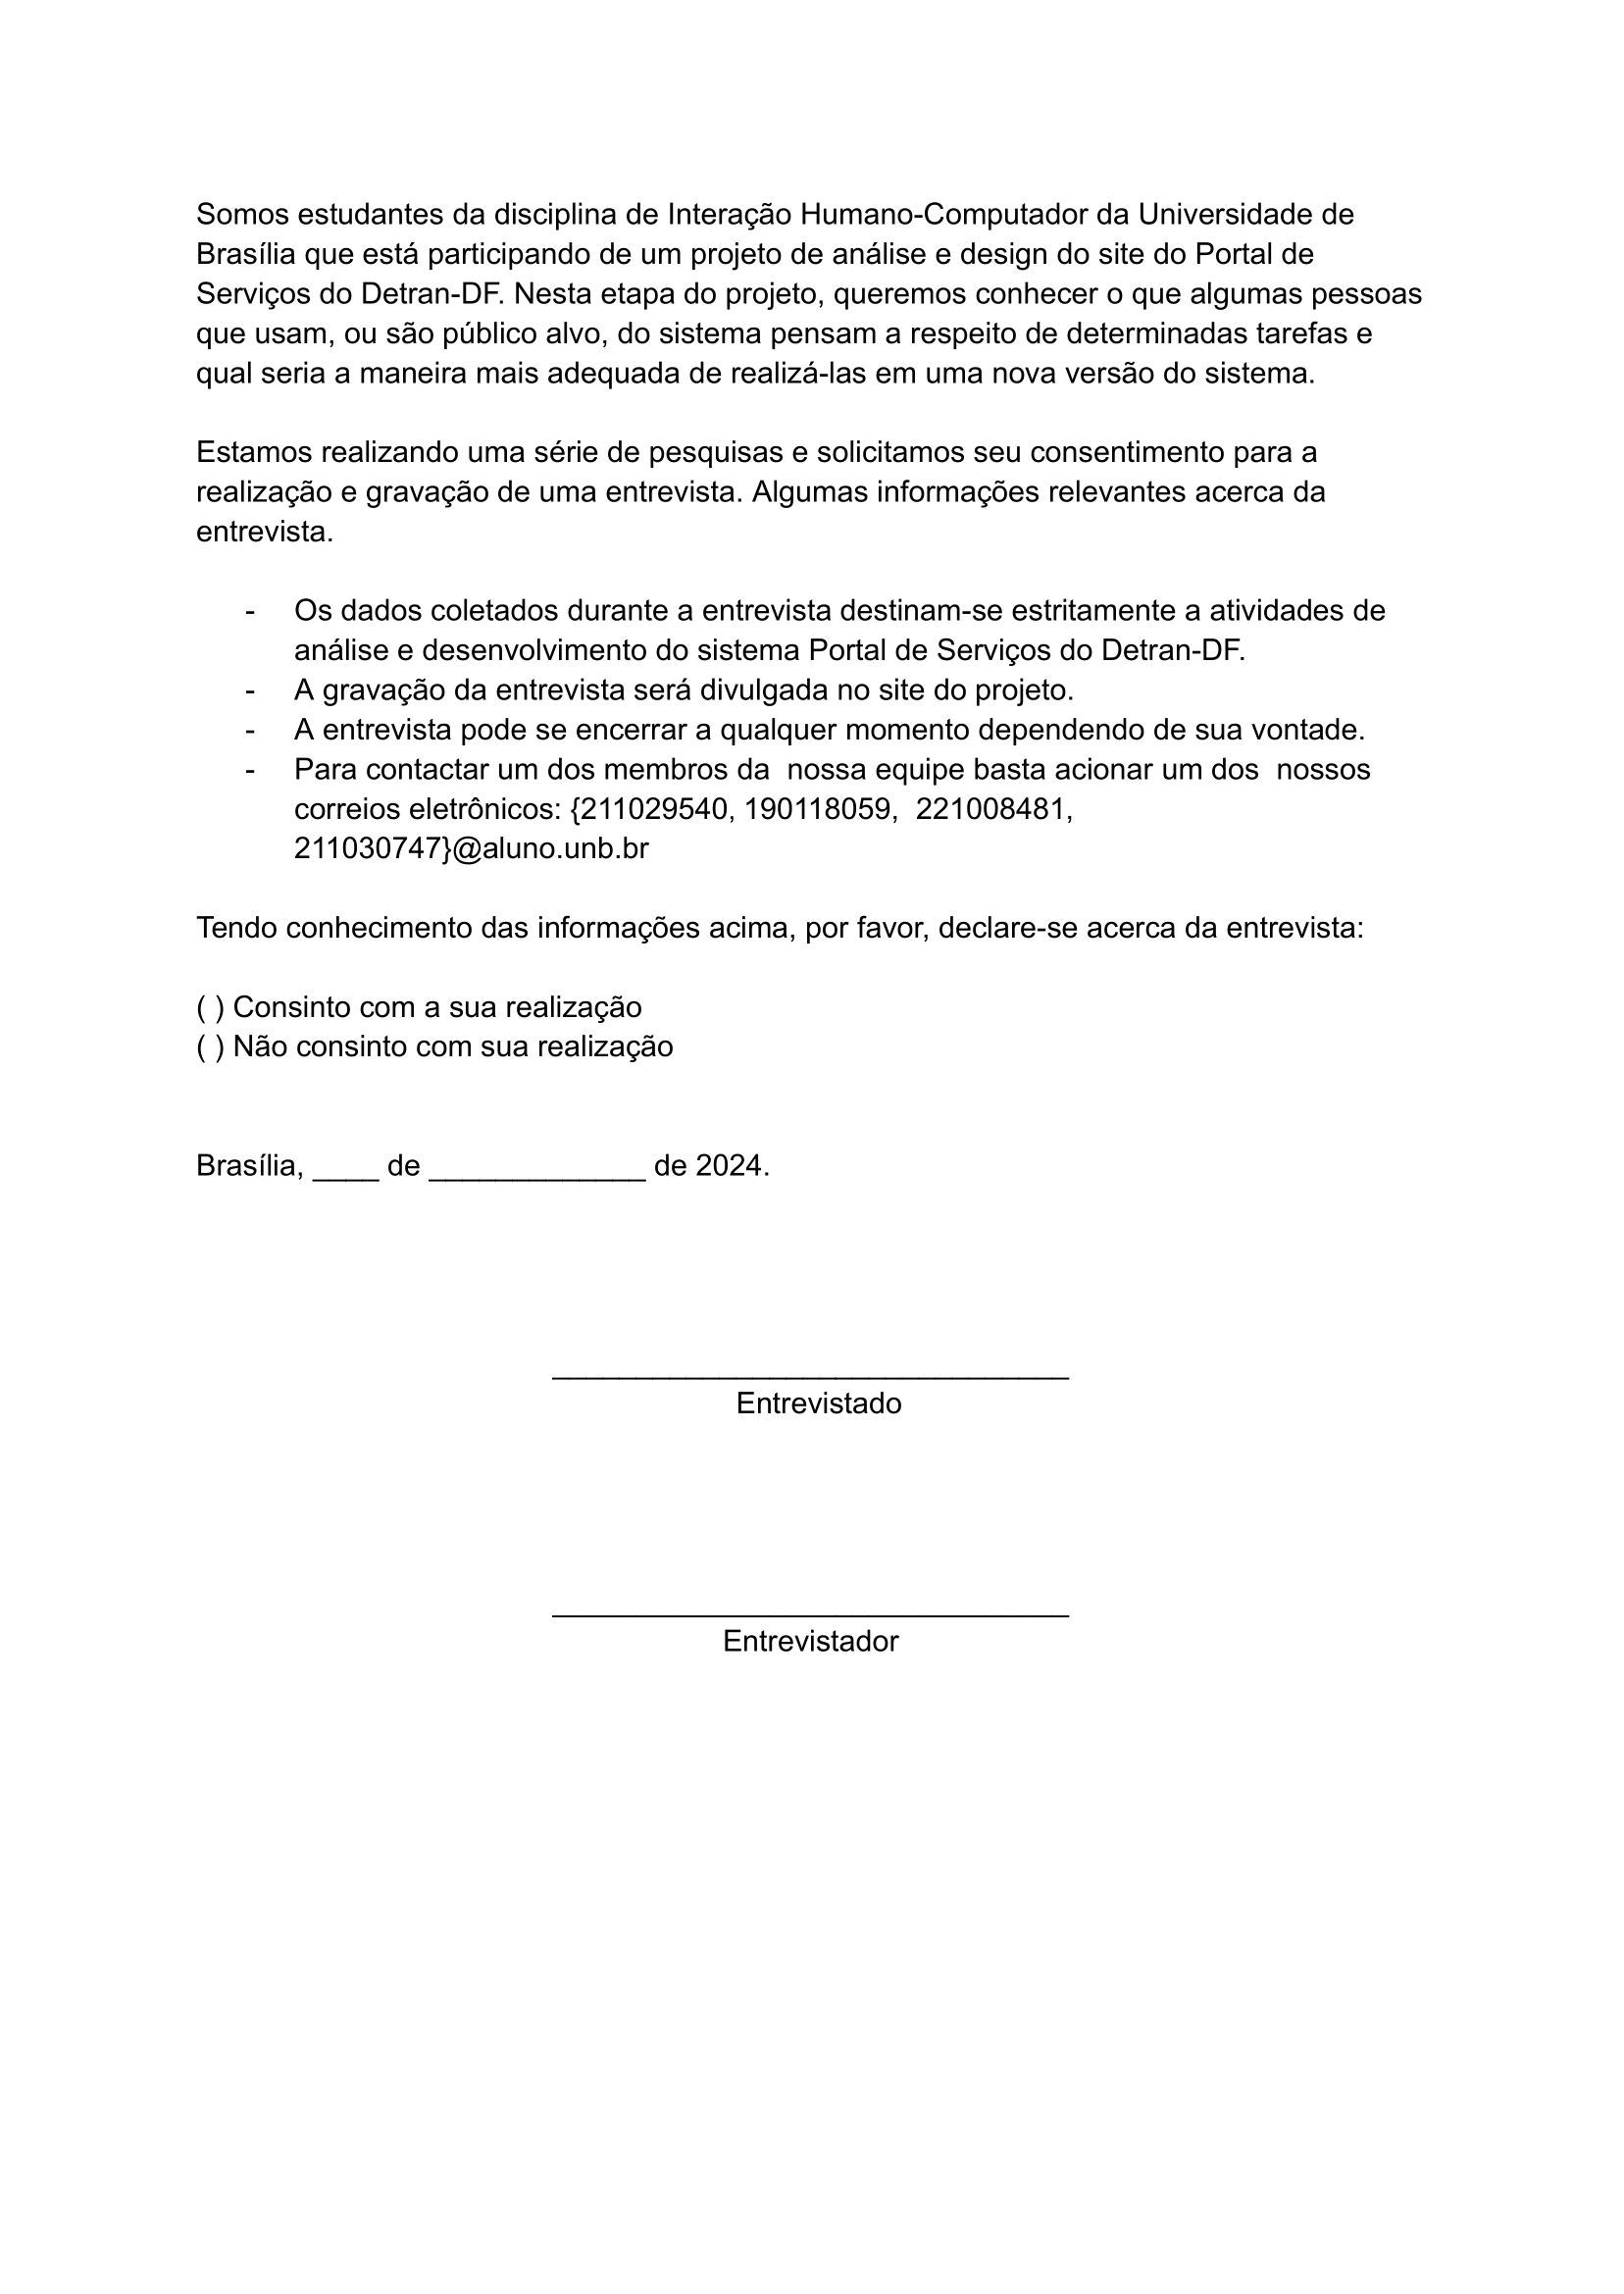 Somos estudantes da disciplina de Interação Humano-Computador da Universidade de
Brasília que está participando de um projeto de análise e design do site do Portal de
Serviços do Detran-DF. Nesta etapa do projeto, queremos conhecer o que algumas pessoas
que usam, ou são público alvo, do sistema pensam a respeito de determinadas tarefas e
qual seria a maneira mais adequada de realizá-las em uma nova versão do sistema.
Estamos realizando uma série de pesquisas e solicitamos seu consentimento para a
realização e gravação de uma entrevista. Algumas informações relevantes acerca da
entrevista.
- Os dados coletados durante a entrevista destinam-se estritamente a atividades de
análise e desenvolvimento do sistema Portal de Serviços do Detran-DF.
- A gravação da entrevista será divulgada no site do projeto.
- A entrevista pode se encerrar a qualquer momento dependendo de sua vontade.
- Para contactar um dos membros da  nossa equipe basta acionar um dos  nossos
correios eletrônicos: {211029540, 190118059,  221008481,
211030747}@aluno.unb.br
Tendo conhecimento das informações acima, por favor, declare-se acerca da entrevista:
( ) Consinto com a sua realização
( ) Não consinto com sua realização
Brasília, ____ de _____________ de 2024.
_______________________________
Entrevistado
_______________________________
Entrevistador